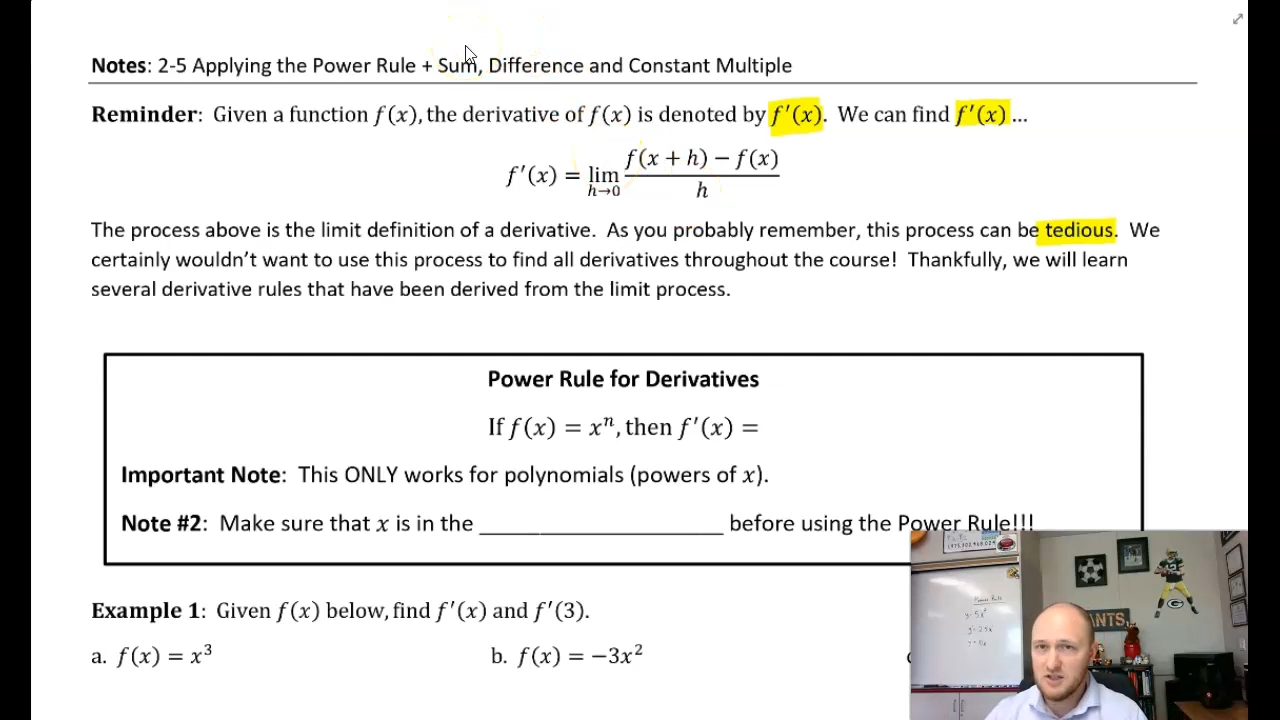 Notes: 2-5 Applying the Power Rule + Sum, Difference and Constant Multiple
Reminder: Given a function f(x), the derivative of f(x) is denoted by f′(x). We can find f′(x) ...
f′(x) = lim h→0 f(x + h) − f(x) / h
The process above is the limit definition of a derivative. As you probably remember, this process can be tedious. We
certainly wouldn't want to use this process to find all derivatives throughout the course! Thankfully, we will learn
several derivative rules that have been derived from the limit process.
Power Rule for Derivatives
If f(x) = xⁿ, then f′(x) =
Important Note: This ONLY works for polynomials (powers of x).
Note #2: Make sure that x is in the ____________________ before using the Power Rule!!!
Example 1: Given f(x) below, find f′(x) and f′(3).
a. f(x) = x³
b. f(x) = −3x²
Power Rule
ANTS
12
G